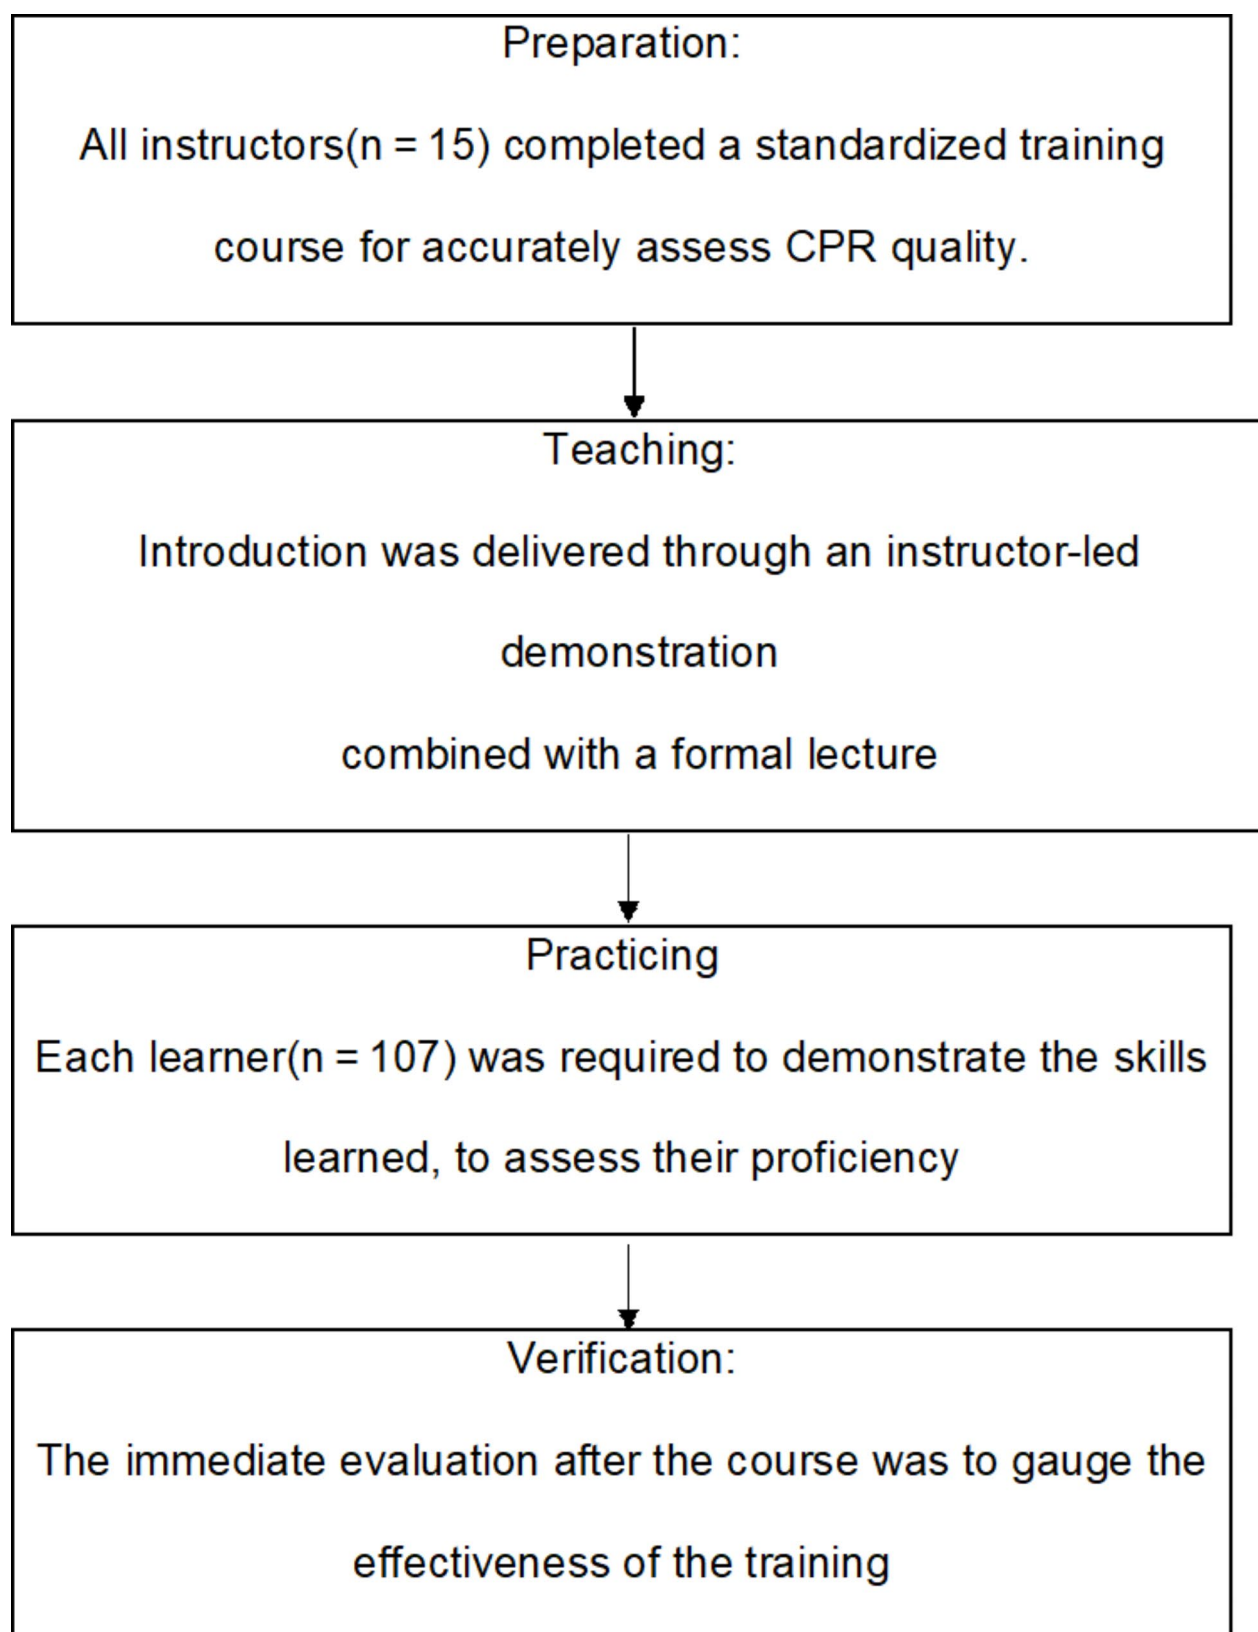 Preparation:
All instructors(n = 15) completed a standardized training
course for accurately assess CPR quality.
Teaching:
Introduction was delivered through an instructor-led
demonstration
combined with a formal lecture
Practicing
Each learner(n = 107) was required to demonstrate the skills
learned, to assess their proficiency
Verification:
The immediate evaluation after the course was to gauge the
effectiveness of the training